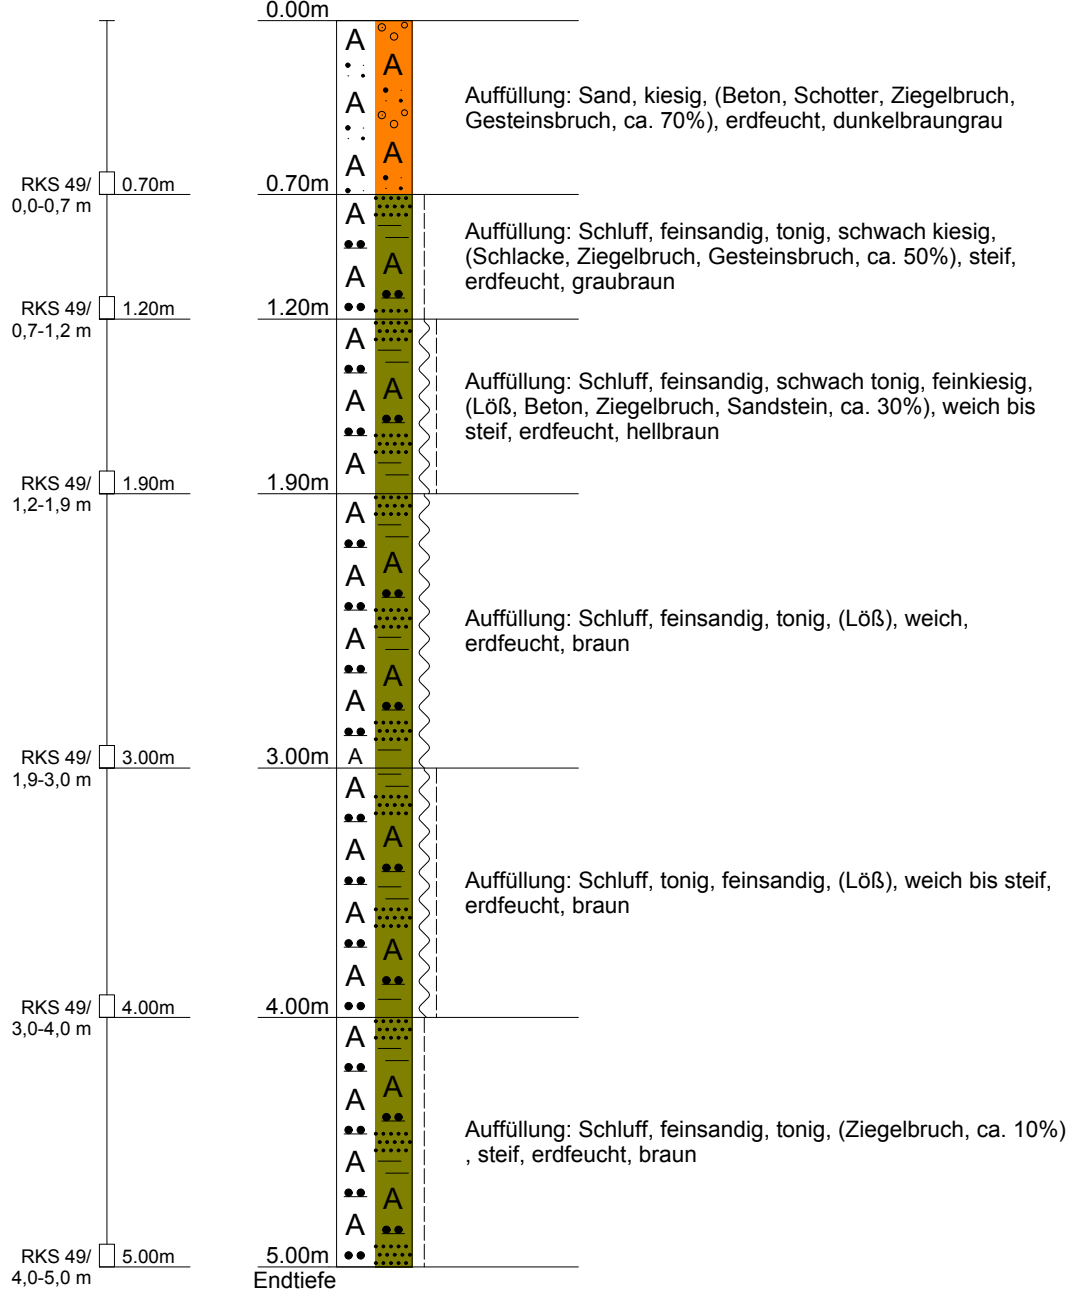 0.00m
A
A
Auffüllung: Sand, kiesig, (Beton, Schotter, Ziegelbruch,
Gesteinsbruch, ca. 70%), erdfeucht, dunkelbraungrau
A
A
A
RKS 49/ 0.70m 0.70m
0,0-0,7 m
A
Auffüllung: Schluff, feinsandig, tonig, schwach kiesig,
(Schlacke, Ziegelbruch, Gesteinsbruch, ca. 50%), steif,
erdfeucht, graubraun
A
A
RKS 49/ 1.20m 1.20m
0,7-1,2 m
A
Auffüllung: Schluff, feinsandig, schwach tonig, feinkiesig,
(Löß, Beton, Ziegelbruch, Sandstein, ca. 30%), weich bis
steif, erdfeucht, hellbraun
A
A
A
RKS 49/ 1.90m 1.90m
1,2-1,9 m
A
A
A
Auffüllung: Schluff, feinsandig, tonig, (Löß), weich,
erdfeucht, braun
A
A
A
RKS 49/ 3.00m 3.00m A
1,9-3,0 m
A
A
A
Auffüllung: Schluff, tonig, feinsandig, (Löß), weich bis steif,
erdfeucht, braun
A
A
A
RKS 49/ 4.00m 4.00m
3,0-4,0 m
A
A
A
Auffüllung: Schluff, feinsandig, tonig, (Ziegelbruch, ca. 10%)
, steif, erdfeucht, braun
A
A
A
RKS 49/ 5.00m 5.00m
4,0-5,0 m
Endtiefe